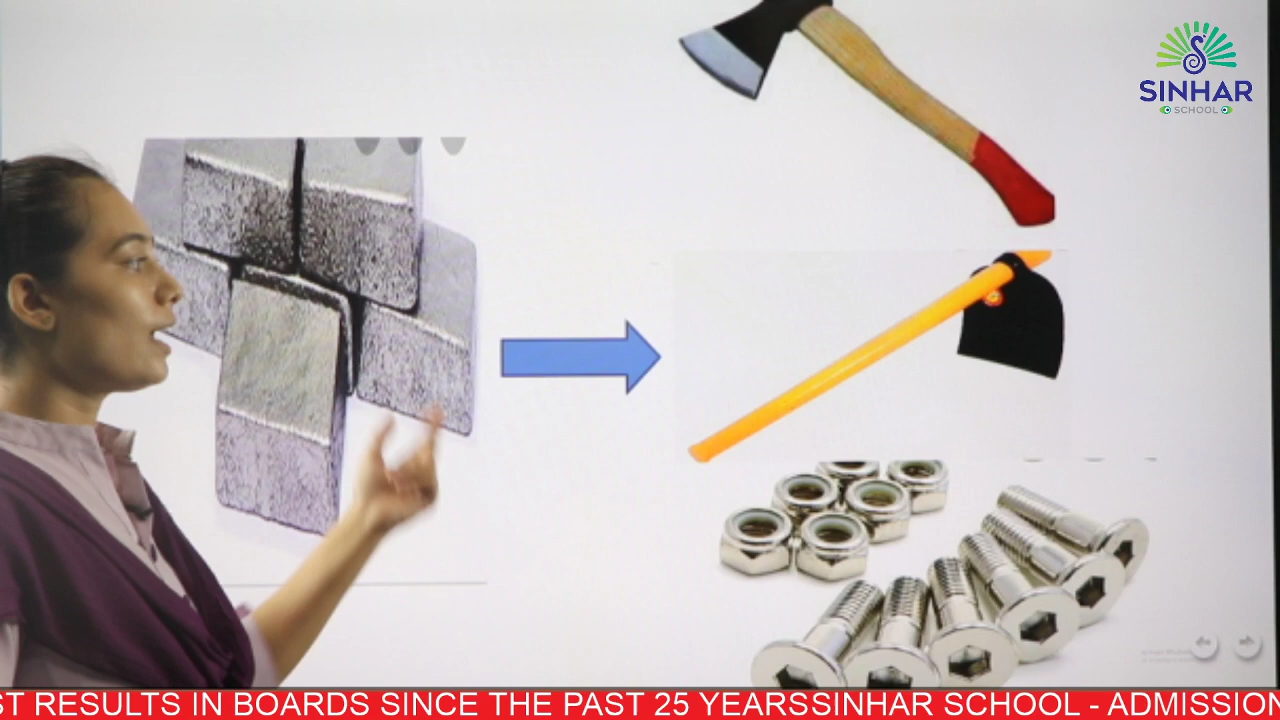 SINHAR
SCHOOL
ST RESULTS IN BOARDS SINCE THE PAST 25 YEARSSINHAR SCHOOL - ADMISSION